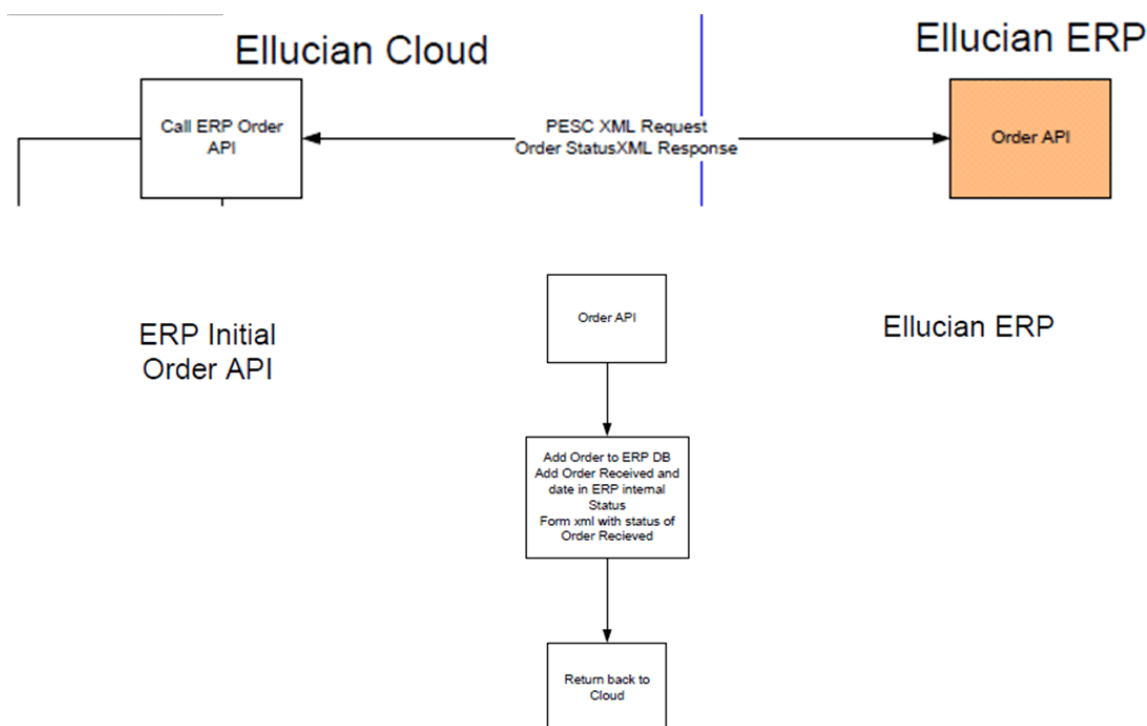 Ellucian Cloud
Ellucian ERP
Call ERP Order
API
PESC XML Request
Order StatusXML Response
Order API
Order API
ERP Initial
Order API
Ellucian ERP
Add Order to ERP DB
Add Order Received and
date in ERP internal
Status
Form xml with status of
Order Recieved
Return back to
Cloud